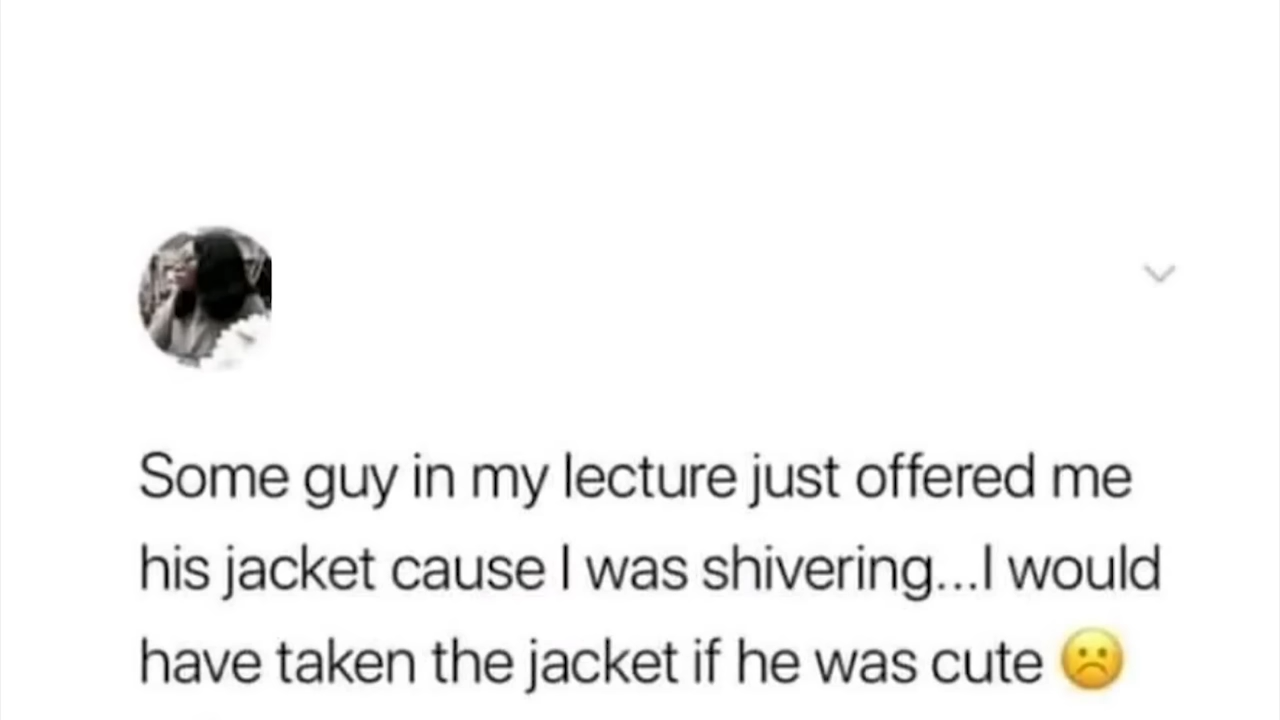 Some guy in my lecture just offered me
his jacket cause I was shivering...I would
have taken the jacket if he was cute ☹️